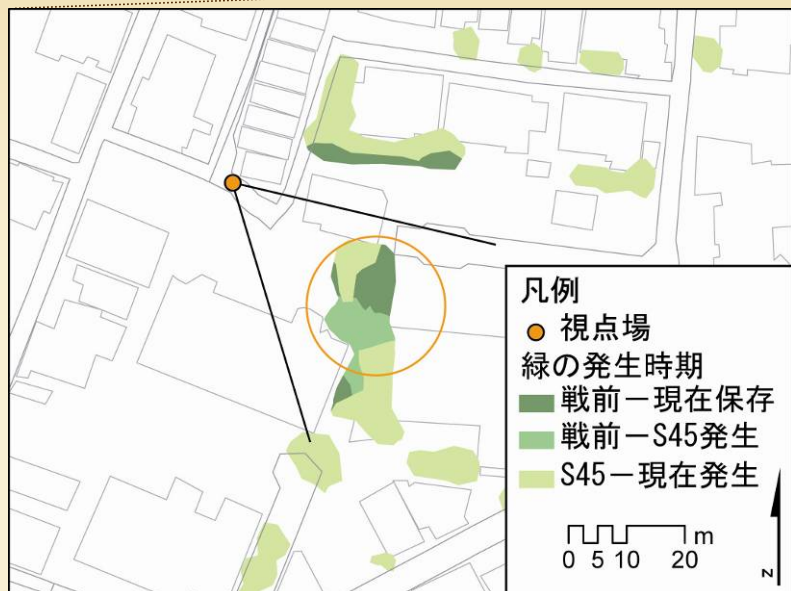 凡例
視点場
緑の発生時期
戦前－現在保存
戦前－S45発生
S45－現在発生
0 5 10 20 m
N